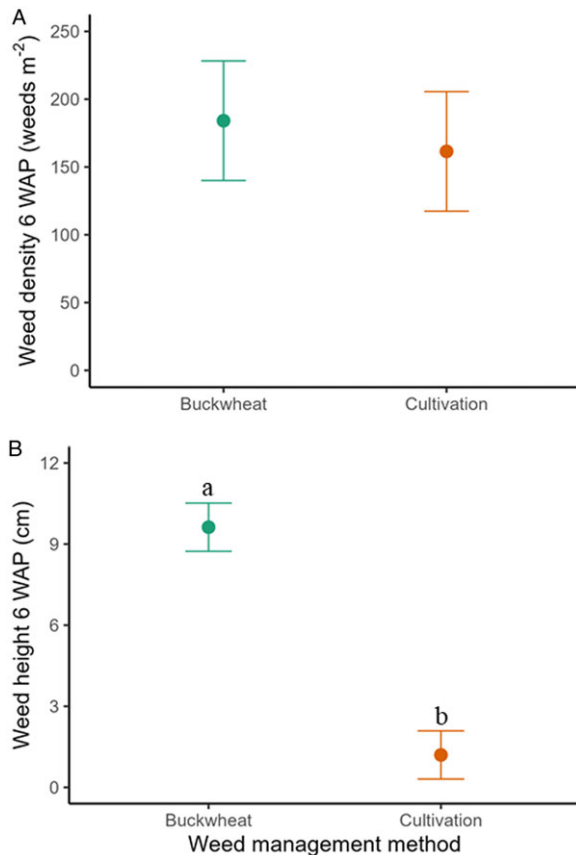 A
Weed density 6 WAP (weeds m⁻²)
250
200
150
100
50
0
Buckwheat
Cultivation
B
Weed height 6 WAP (cm)
12
9
6
3
0
a
b
Buckwheat
Cultivation
Weed management method